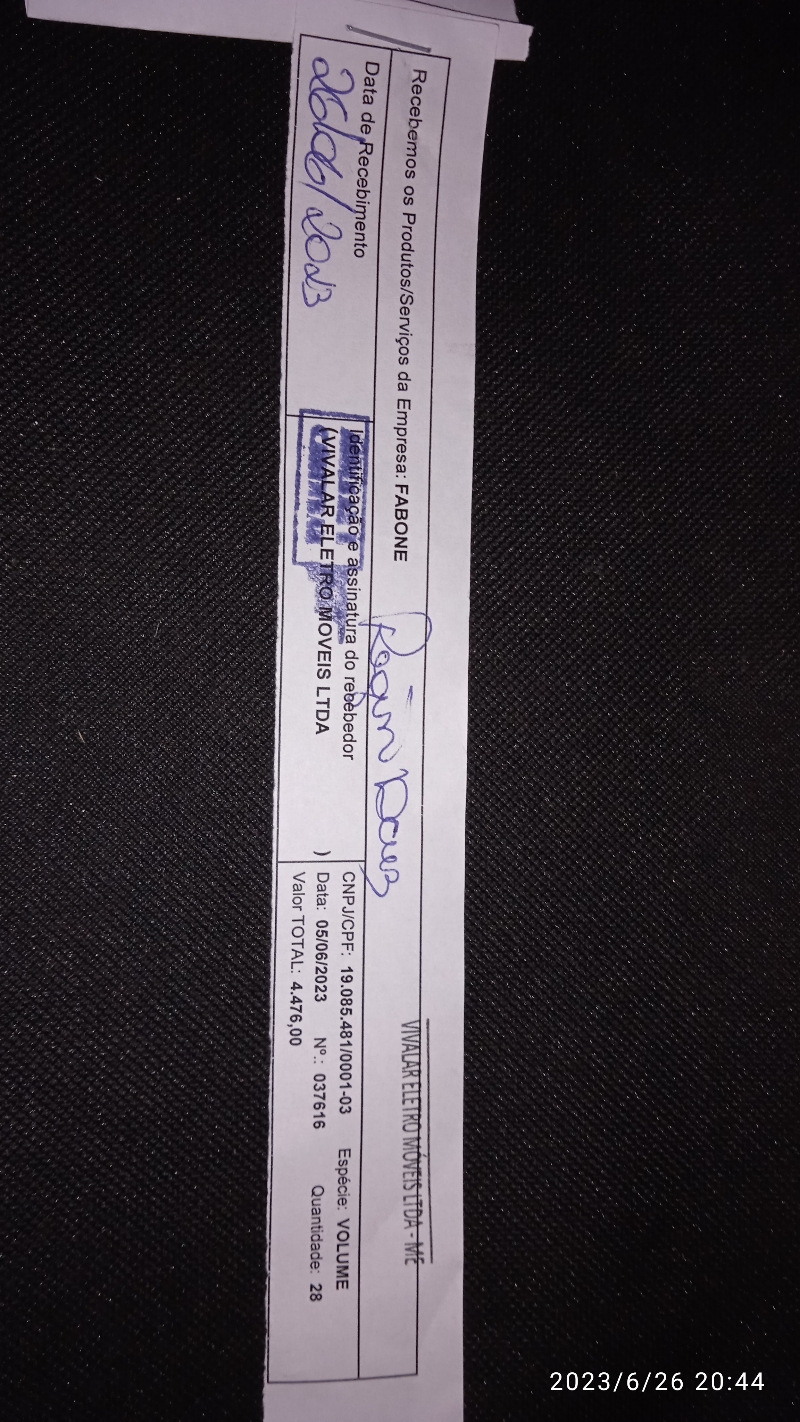 Recebemos os Produtos/Serviços da Empresa: FABONE
VIVALAR ELETRO MÓVEIS LTDA - ME
Data de Recebimento
26/06/2023
Identificação e assinatura do rebebedor
(VIVALAR ELETRO MOVEIS LTDA )
CNPJ/CPF: 19.085.481/0001-03 Espécie: VOLUME
Data: 05/06/2023 Nº.: 037616 Quantidade: 28
Valor TOTAL: 4.476,00
2023/6/26 20:44